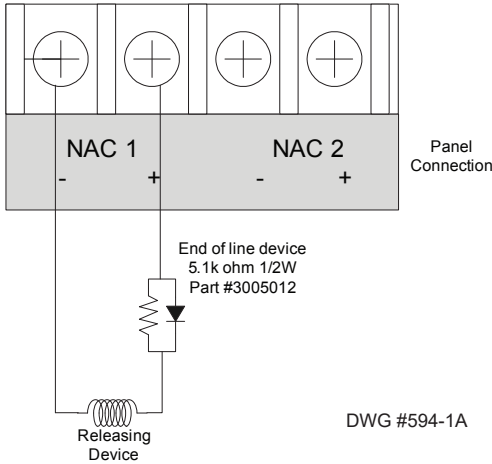 NAC 1
NAC 2
- +
- +
Panel
Connection
End of line device
5.1k ohm 1/2W
Part #3005012
Releasing
Device
DWG #594-1A